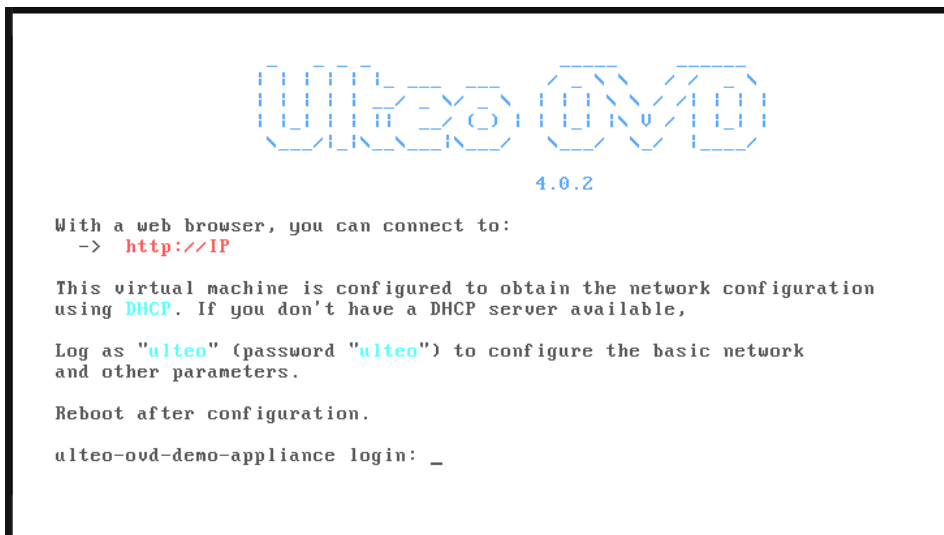 Ulteo OVD
4.0.2
With a web browser, you can connect to:
-> http://IP
This virtual machine is configured to obtain the network configuration
using DHCP. If you don't have a DHCP server available,
Log as "ulteo" (password "ulteo") to configure the basic network
and other parameters.
Reboot after configuration.
ulteo-ovd-demo-appliance login: _